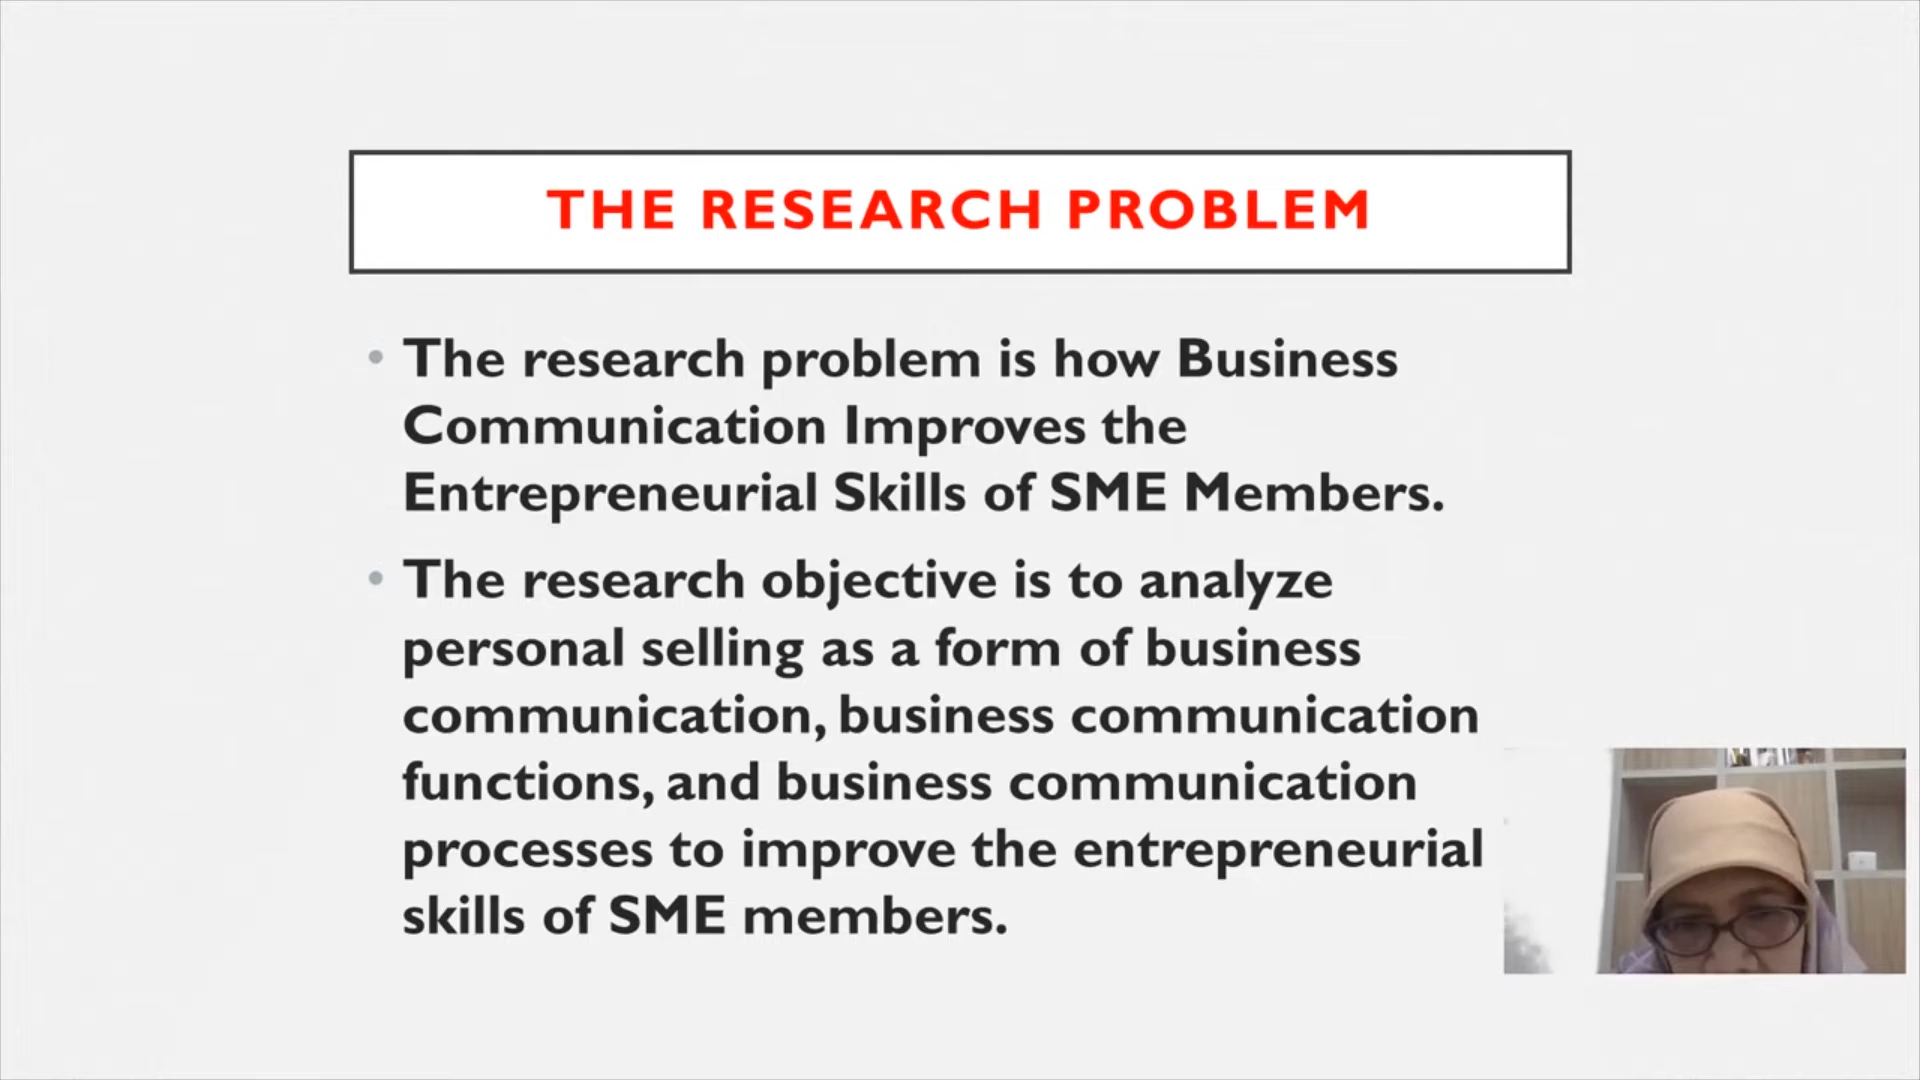 THE RESEARCH PROBLEM
• The research problem is how Business
Communication Improves the
Entrepreneurial Skills of SME Members.
• The research objective is to analyze
personal selling as a form of business
communication, business communication
functions, and business communication
processes to improve the entrepreneurial
skills of SME members.